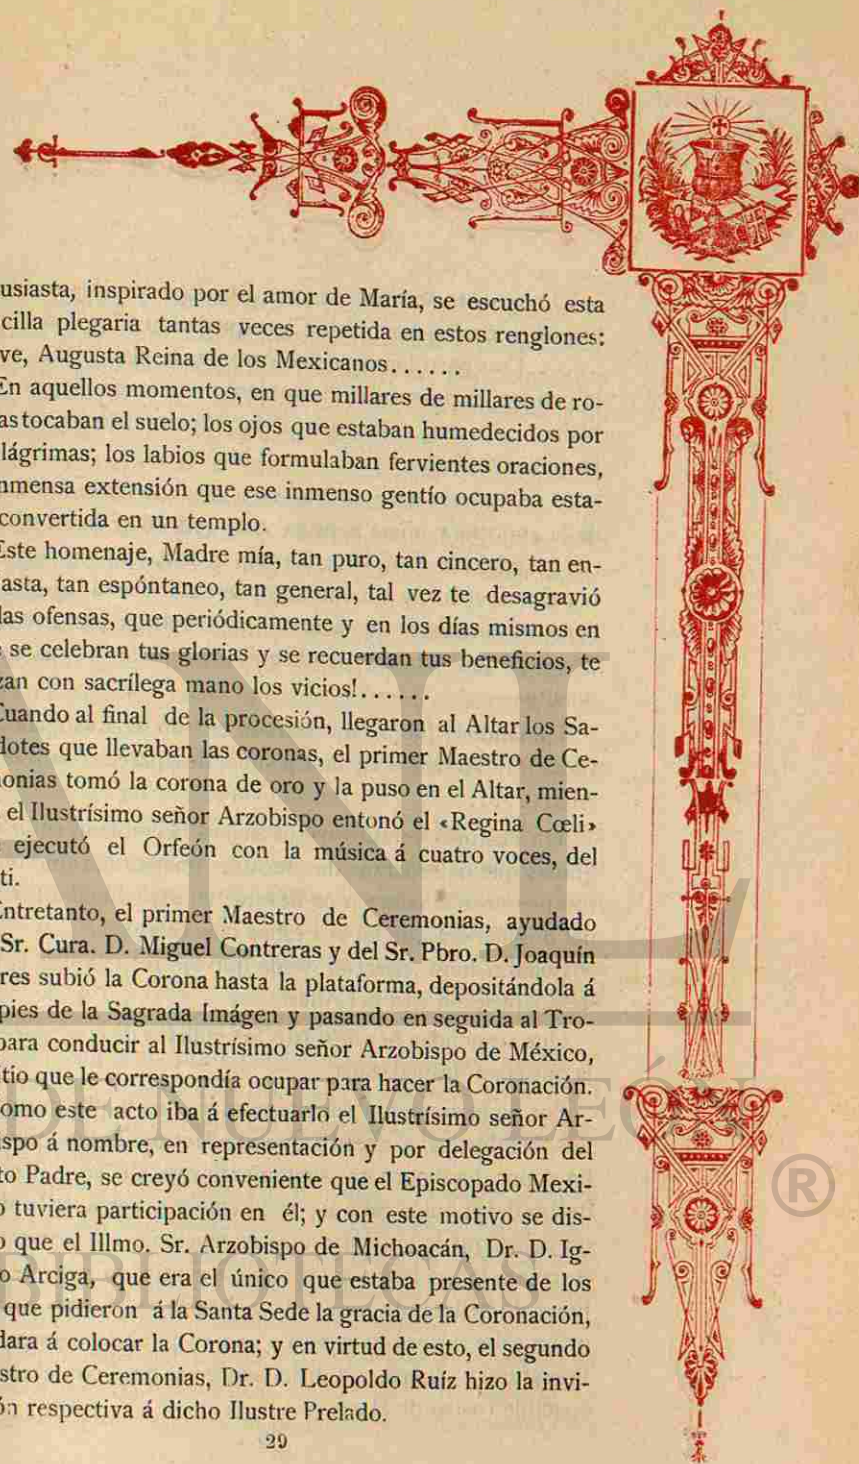 usiasta, inspirado por el amor de María, se escuchó esta
cilla plegaria tantas veces repetida en estos renglones:
ve, Augusta Reina de los Mexicanos......
En aquellos momentos, en que millares de millares de ro-
as tocaban el suelo; los ojos que estaban humedecidos por
lágrimas; los labios que formulaban fervientes oraciones,
nmensa extensión que ese inmenso gentío ocupaba esta-
convertida en un templo.
Este homenaje, Madre mía, tan puro, tan cincero, tan en-
asta, tan espóntaneo, tan general, tal vez te desagravió
las ofensas, que periódicamente y en los días mismos en
e se celebran tus glorias y se recuerdan tus beneficios, te
zan con sacrílega mano los vicios!......
Cuando al final de la procesión, llegaron al Altar los Sa-
dotes que llevaban las coronas, el primer Maestro de Ce-
onias tomó la corona de oro y la puso en el Altar, mien-
el Ilustrísimo señor Arzobispo entonó el «Regina Cœli»
ejecutó el Orfeón con la música á cuatro voces, del
ti.
Entretanto, el primer Maestro de Ceremonias, ayudado
Sr. Cura. D. Miguel Contreras y del Sr. Pbro. D. Joaquín
res subió la Corona hasta la plataforma, depositándola á
pies de la Sagrada Imágen y pasando en seguida al Tro-
para conducir al Ilustrísimo señor Arzobispo de México,
tio que le correspondía ocupar para hacer la Coronación.
omo este acto iba á efectuarlo el Ilustrísimo señor Ar-
spo á nombre, en representación y por delegación del
to Padre, se creyó conveniente que el Episcopado Mexi-
o tuviera participación en él; y con este motivo se dis-
o que el Illmo. Sr. Arzobispo de Michoacán, Dr. D. Ig-
o Arciga, que era el único que estaba presente de los
que pidieron á la Santa Sede la gracia de la Coronación,
dara á colocar la Corona; y en virtud de esto, el segundo
stro de Ceremonias, Dr. D. Leopoldo Ruíz hizo la invi-
ón respectiva á dicho Ilustre Prelado.
29
ANL
DE NUEVO LEÓN
®
BIBLIOTECAS